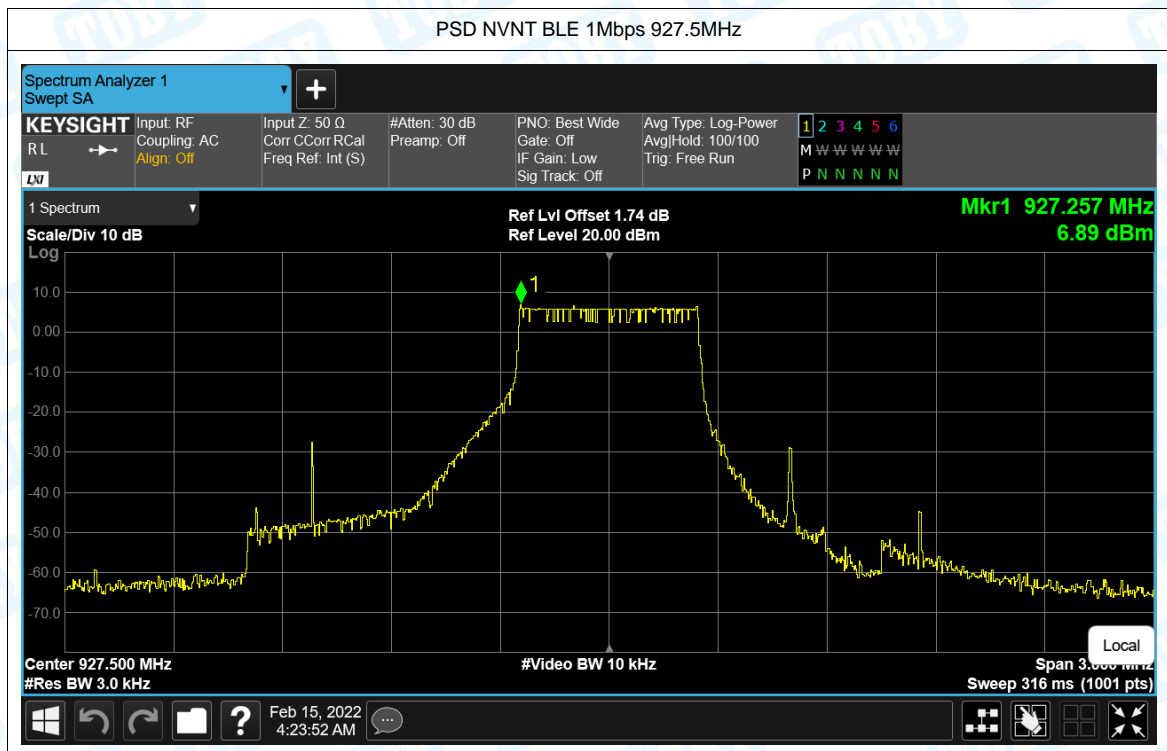 PSD NVNT BLE 1Mbps 927.5MHz
Spectrum Analyzer 1
Swept SA
KEYSIGHT
R L
LXI
Input: RF
Coupling: AC
Align: Off
Input Z: 50 Ω
Corr CCorr RCal
Freq Ref: Int (S)
#Atten: 30 dB
Preamp: Off
PNO: Best Wide
Gate: Off
IF Gain: Low
Sig Track: Off
Avg Type: Log-Power
Avg|Hold: 100/100
Trig: Free Run
1 2 3 4 5 6
M W W W W W
P N N N N N
1 Spectrum
Scale/Div 10 dB
Log
Ref Lvl Offset 1.74 dB
Ref Level 20.00 dBm
Mkr1 927.257 MHz
6.89 dBm
1
10.0
0.00
-10.0
-20.0
-30.0
-40.0
-50.0
-60.0
-70.0
Local
Center 927.500 MHz
#Video BW 10 kHz
Span 3.000 MHz
#Res BW 3.0 kHz
Sweep 316 ms (1001 pts)
?
Feb 15, 2022
4:23:52 AM
TOBY